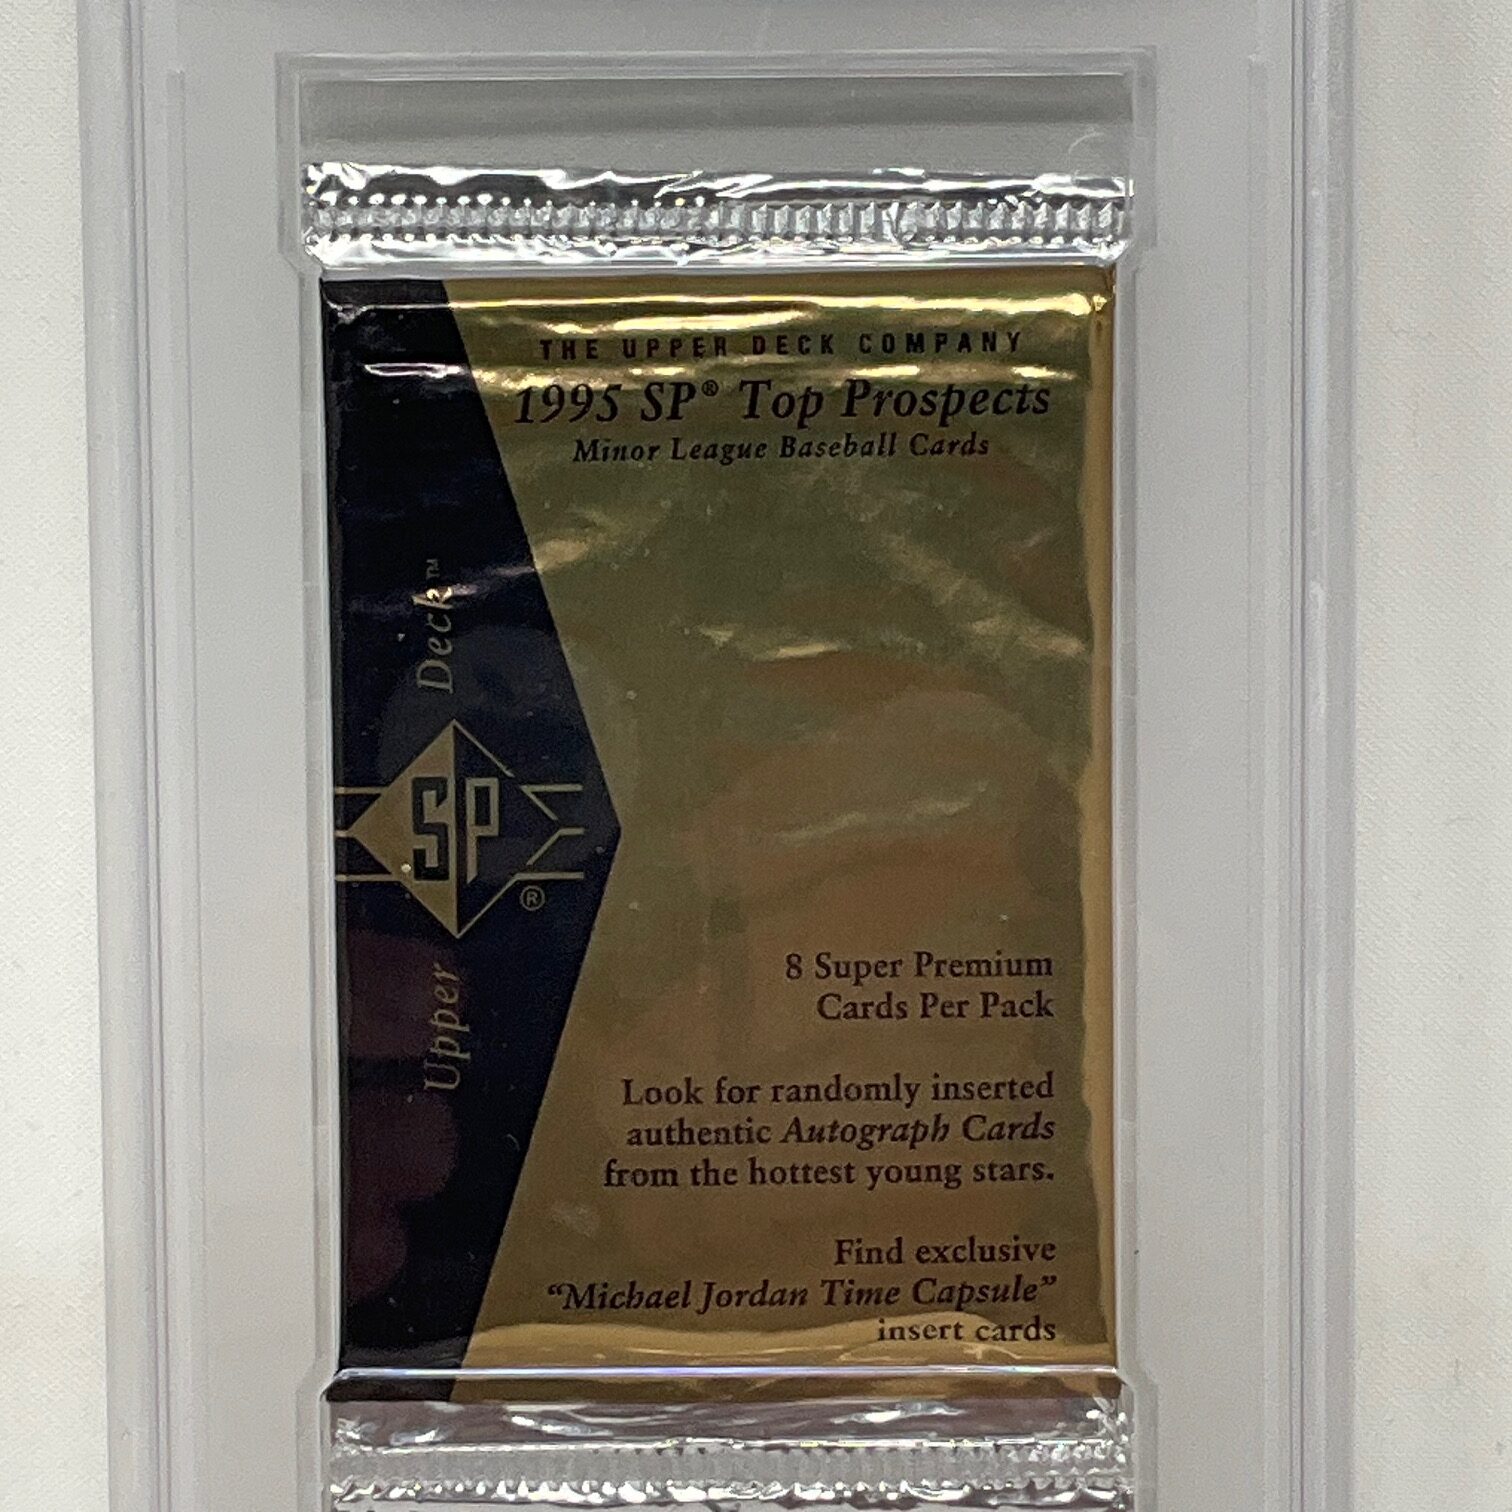 THE UPPER DECK COMPANY
1995 SP® Top Prospects
Minor League Baseball Cards
Upper Deck™
SP®
8 Super Premium
Cards Per Pack
Look for randomly inserted
authentic Autograph Cards
from the hottest young stars.
Find exclusive
“Michael Jordan Time Capsule”
insert cards